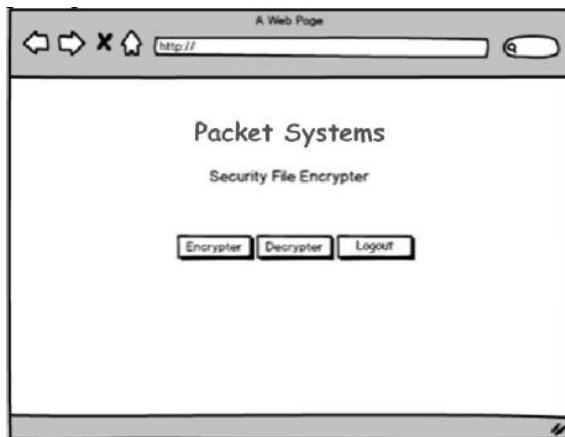 A Web Page
http://
Packet Systems
Security File Encrypter
Encrypter Decrypter Logout